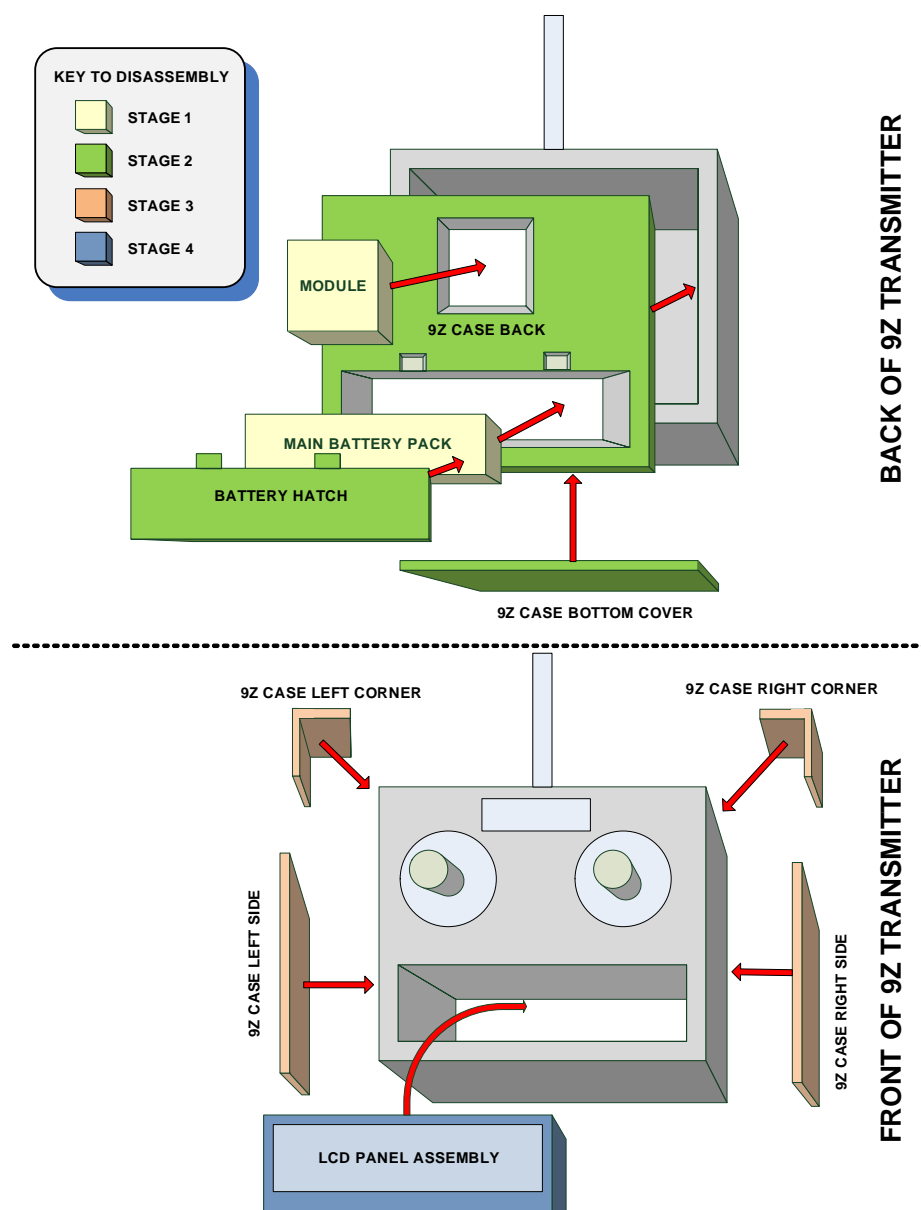 KEY TO DISASSEMBLY
STAGE 1
STAGE 2
STAGE 3
STAGE 4
MODULE
9Z CASE BACK
MAIN BATTERY PACK
BATTERY HATCH
9Z CASE BOTTOM COVER
BACK OF 9Z TRANSMITTER
9Z CASE LEFT CORNER
9Z CASE RIGHT CORNER
9Z CASE LEFT SIDE
9Z CASE RIGHT SIDE
LCD PANEL ASSEMBLY
FRONT OF 9Z TRANSMITTER